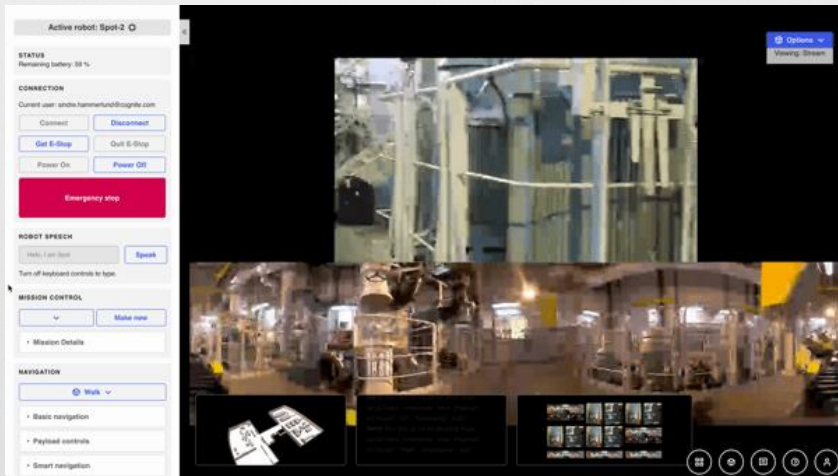 Active robot: Spot-2
STATUS
Remaining battery: 59 %
CONNECTION
Current user: sindre.hammerlund@cognite.com
Connect
Disconnect
Get E-Stop
Quit E-Stop
Power On
Power Off
Emergency stop
ROBOT SPEECH
Hello, I am Spot
Speak
Turn off keyboard controls to type.
MISSION CONTROL
Make new
Mission Details
NAVIGATION
Walk
Basic navigation
Payload controls
Smart navigation
Options
Viewing: Stream